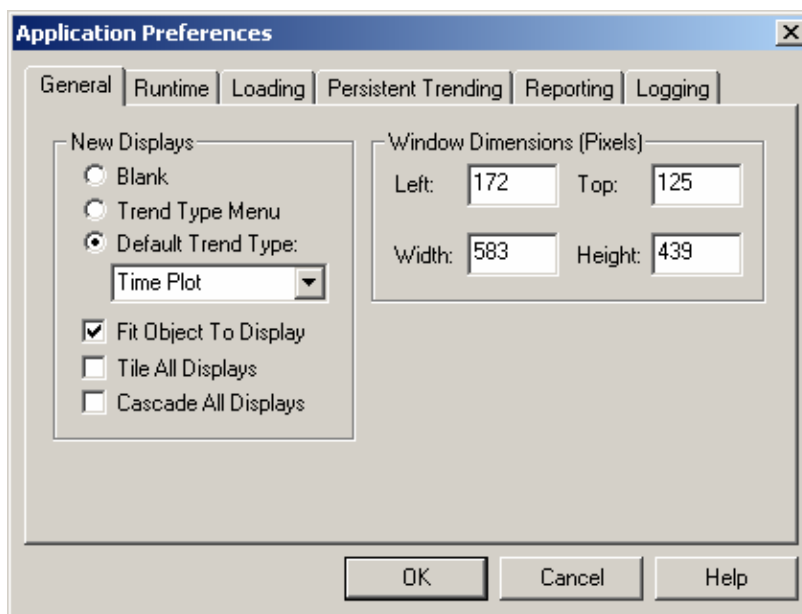 Application Preferences
General Runtime Loading Persistent Trending Reporting Logging
New Displays
Blank
Trend Type Menu
Default Trend Type:
Time Plot
Fit Object To Display
Tile All Displays
Cascade All Displays
Window Dimensions (Pixels)
Left: 172 Top: 125
Width: 583 Height: 439
OK Cancel Help